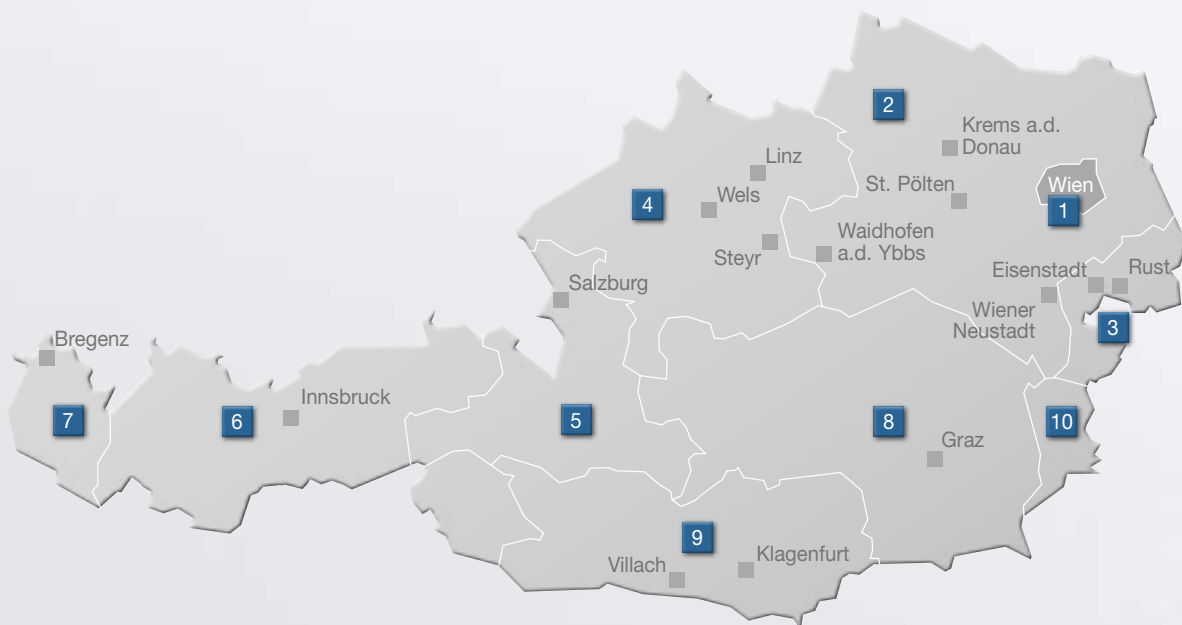 2
Krems a.d.
Donau
Linz
St. Pölten
Wien
Wels
4
1
Waidhofen
a.d. Ybbs
Steyr
Eisenstadt
Rust
Salzburg
Wiener
Neustadt
3
Bregenz
Innsbruck
7
6
5
8
10
Graz
9
Villach
Klagenfurt